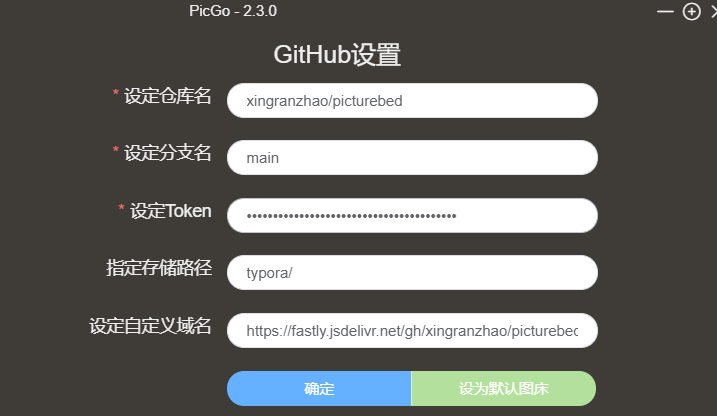 PicGo - 2.3.0
GitHub设置
* 设定仓库名 xingranzhao/picturebed
* 设定分支名 main
* 设定Token ••••••••••••••••••••••••••••••••••••••••
指定存储路径 typora/
设定自定义域名 https://fastly.jsdelivr.net/gh/xingranzhao/picturebed
确定 设为默认图床